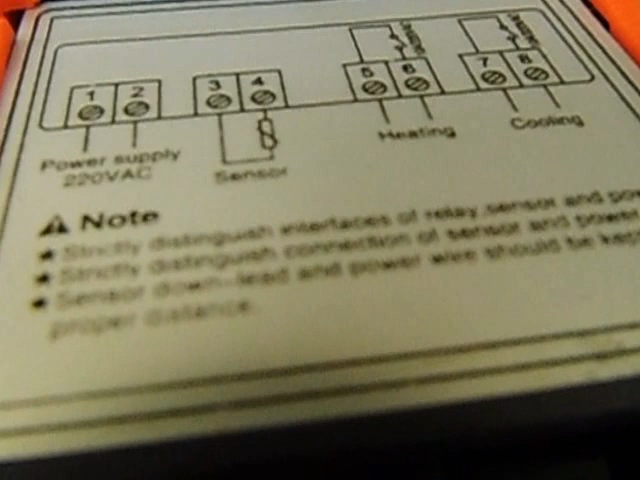 1 2 3 4 5 6 7 8
Power supply
220VAC
Sensor
Heating
Cooling
Note
★ Strictly distinguish interfaces of relay, sensor and
★ Strictly distinguish connection of sensor and power
★ Sensor down-lead and power wire should be kept
proper distance.